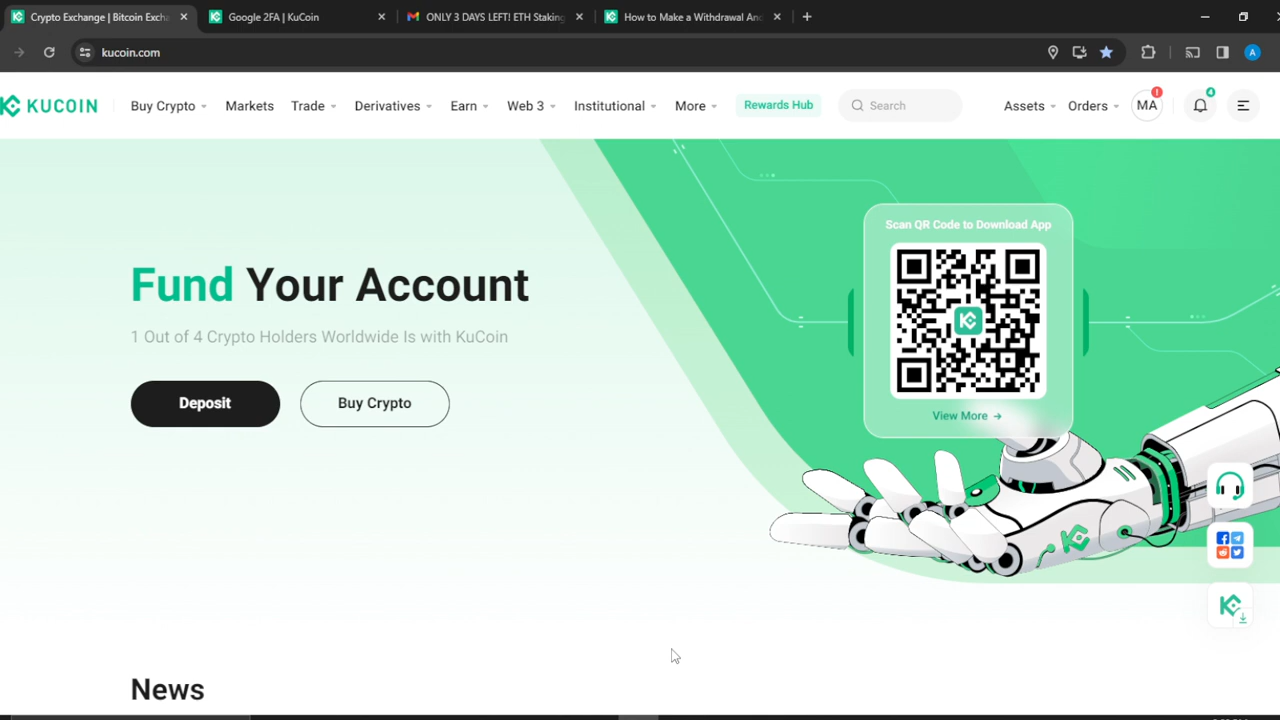 Crypto Exchange | Bitcoin Excha
Google 2FA | KuCoin
ONLY 3 DAYS LEFT! ETH Staking
How to Make a Withdrawal And
kucoin.com
A
KUCOIN
Buy Crypto
Markets
Trade
Derivatives
Earn
Web 3
Institutional
More
Rewards Hub
Search
Assets
Orders
MA
!
4
Scan QR Code to Download App
Fund Your Account
1 Out of 4 Crypto Holders Worldwide Is with KuCoin
Deposit
Buy Crypto
View More →
News